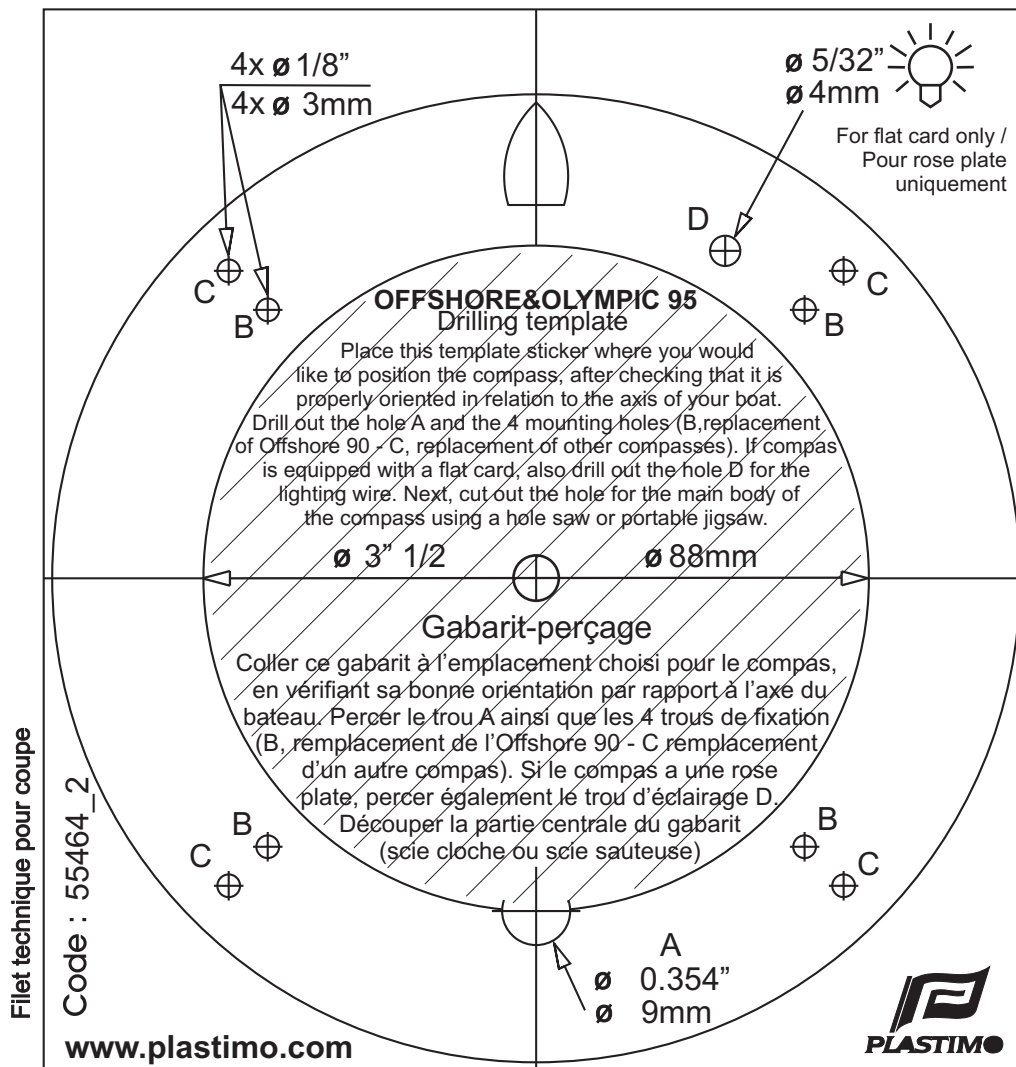 4x ø 1/8”
4x ø 3mm
ø 5/32”
ø 4mm
For flat card only /
Pour rose plate
uniquement
D
C
C
B
B
OFFSHORE&OLYMPIC 95
Drilling template
Place this template sticker where you would
like to position the compass, after checking that it is
properly oriented in relation to the axis of your boat.
Drill out the hole A and the 4 mounting holes (B,replacement
of Offshore 90 - C, replacement of other compasses). If compas
is equipped with a flat card, also drill out the hole D for the
lighting wire. Next, cut out the hole for the main body of
the compass using a hole saw or portable jigsaw.
ø 3” 1/2
ø 88mm
Gabarit-perçage
Coller ce gabarit à l’emplacement choisi pour le compas,
en vérifiant sa bonne orientation par rapport à l’axe du
bateau. Percer le trou A ainsi que les 4 trous de fixation
(B, remplacement de l’Offshore 90 - C remplacement
d’un autre compas). Si le compas a une rose
plate, percer également le trou d’éclairage D.
Découper la partie centrale du gabarit
(scie cloche ou scie sauteuse)
B
B
C
C
A
ø 0.354”
ø 9mm
Filet technique pour coupe
Code : 55464_2
www.plastimo.com
PLASTIMO